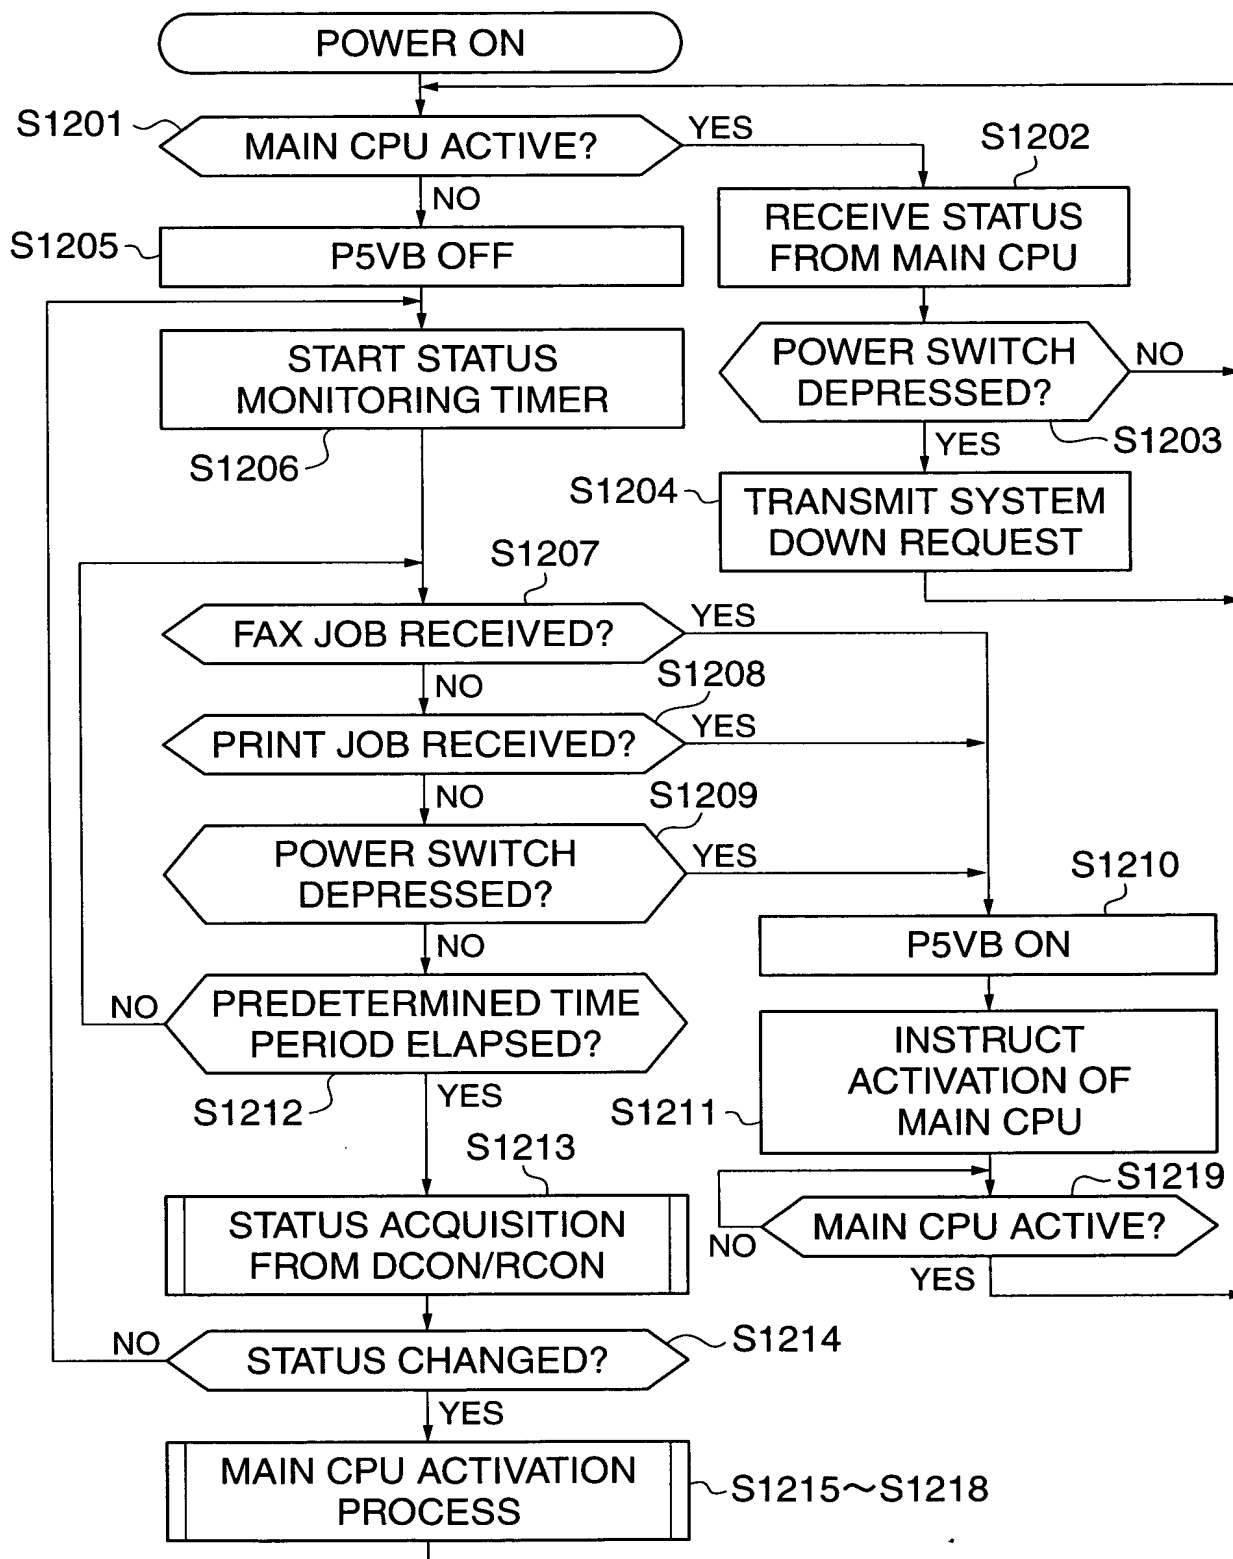 POWER ON
S1201
MAIN CPU ACTIVE?
YES
NO
S1202
RECEIVE STATUS
FROM MAIN CPU
S1205
P5VB OFF
POWER SWITCH
DEPRESSED?
NO
YES
S1203
START STATUS
MONITORING TIMER
S1206
S1204
TRANSMIT SYSTEM
DOWN REQUEST
S1207
FAX JOB RECEIVED?
YES
NO
S1208
PRINT JOB RECEIVED?
YES
NO
S1209
POWER SWITCH
DEPRESSED?
YES
NO
S1210
P5VB ON
NO
PREDETERMINED TIME
PERIOD ELAPSED?
S1212
YES
INSTRUCT
ACTIVATION OF
MAIN CPU
S1211
S1213
STATUS ACQUISITION
FROM DCON/RCON
S1219
MAIN CPU ACTIVE?
NO
YES
NO
STATUS CHANGED?
S1214
YES
MAIN CPU ACTIVATION
PROCESS
S1215~S1218